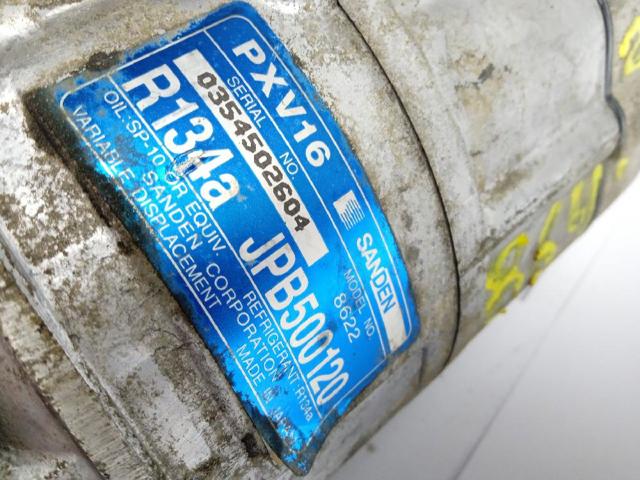 PXV16 SANDEN
SERIAL NO. MODEL NO.
0354502604 8622
R134a JPB500120
OIL:SP-10 OR EQUIV. REFRIGERANT:R134a
SANDEN CORPORATION
VARIABLE DISPLACEMENT MADE IN JAPAN